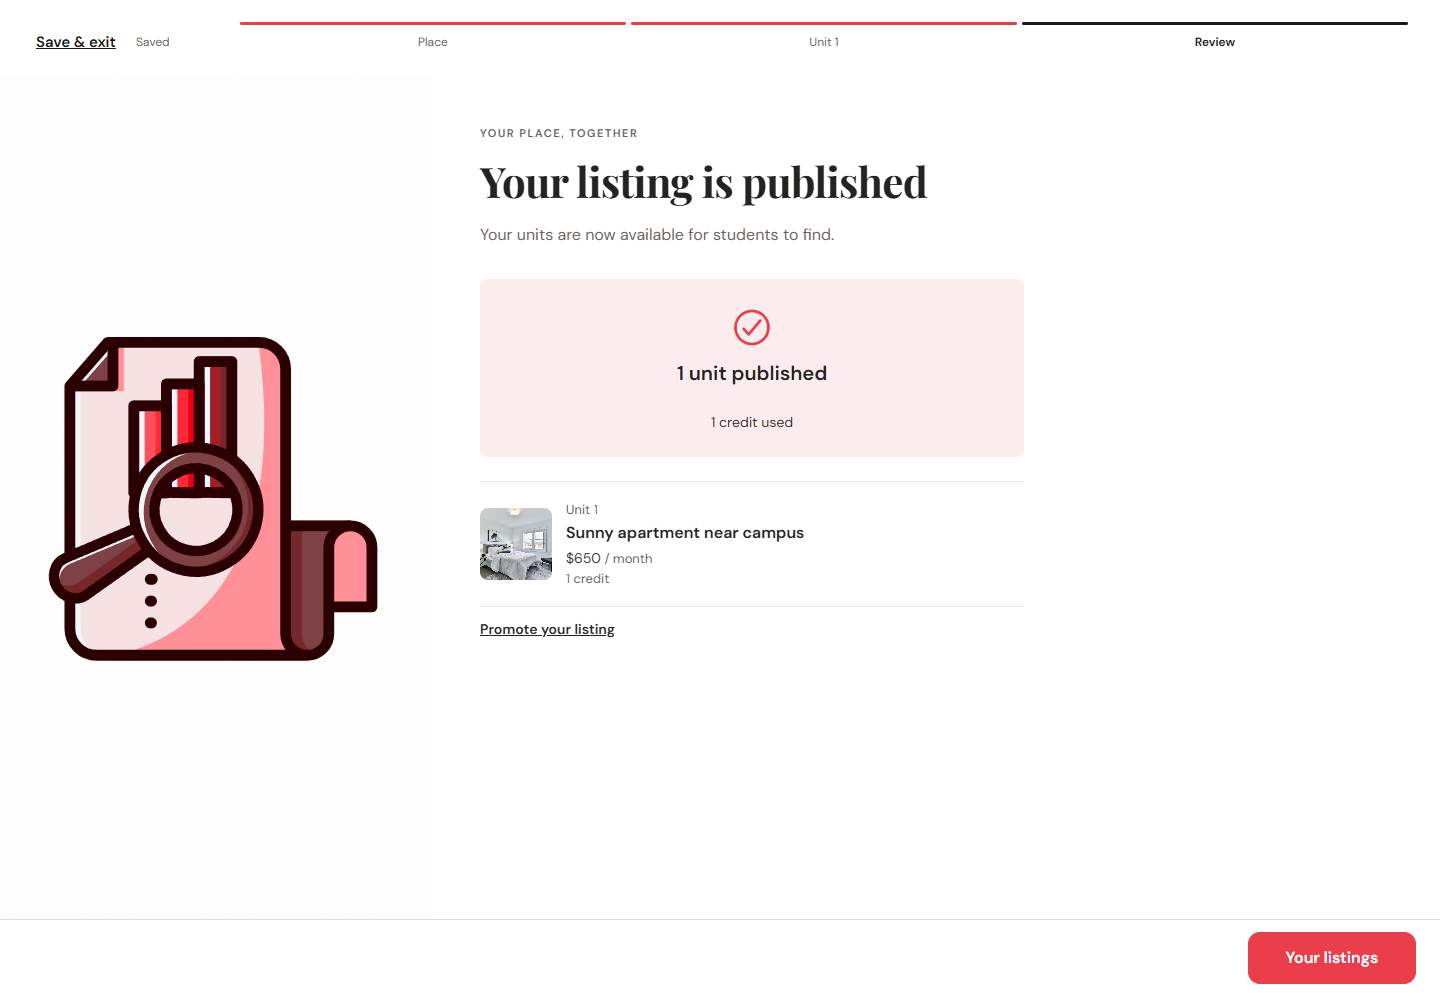 Save & exit
Saved
Place
Unit 1
Review
YOUR PLACE, TOGETHER
Your listing is published
Your units are now available for students to find.
1 unit published
1 credit used
Unit 1
Sunny apartment near campus
$650 / month
1 credit
Promote your listing
Your listings